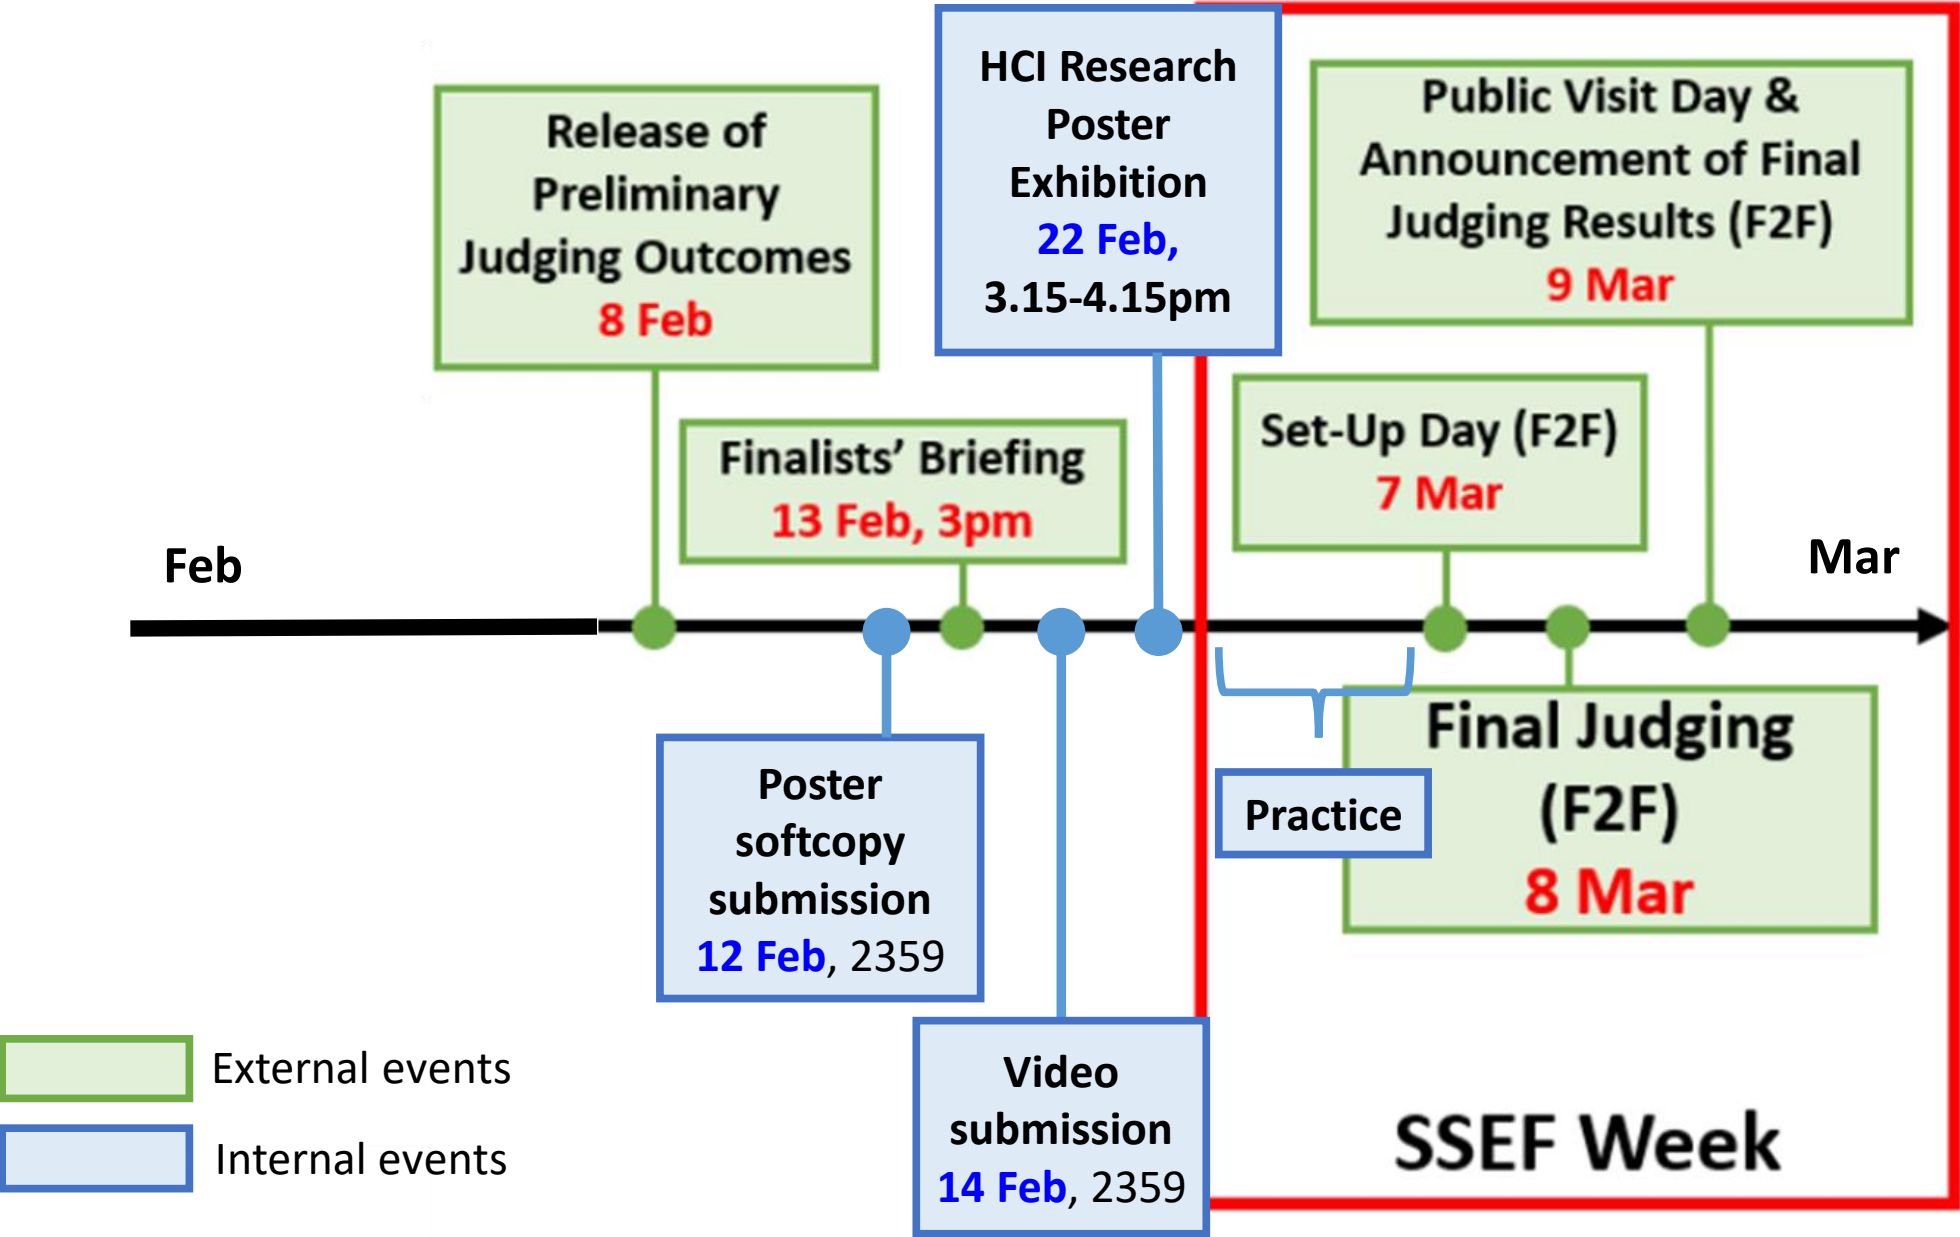 HCI Research
Poster
Exhibition
22 Feb,
3.15-4.15pm
Public Visit Day &
Announcement of Final
Judging Results (F2F)
9 Mar
Release of
Preliminary
Judging Outcomes
8 Feb
Finalists’ Briefing
13 Feb, 3pm
Set-Up Day (F2F)
7 Mar
Feb
Mar
Poster
softcopy
submission
12 Feb, 2359
Practice
Final Judging
(F2F)
8 Mar
Video
submission
14 Feb, 2359
SSEF Week
External events
Internal events